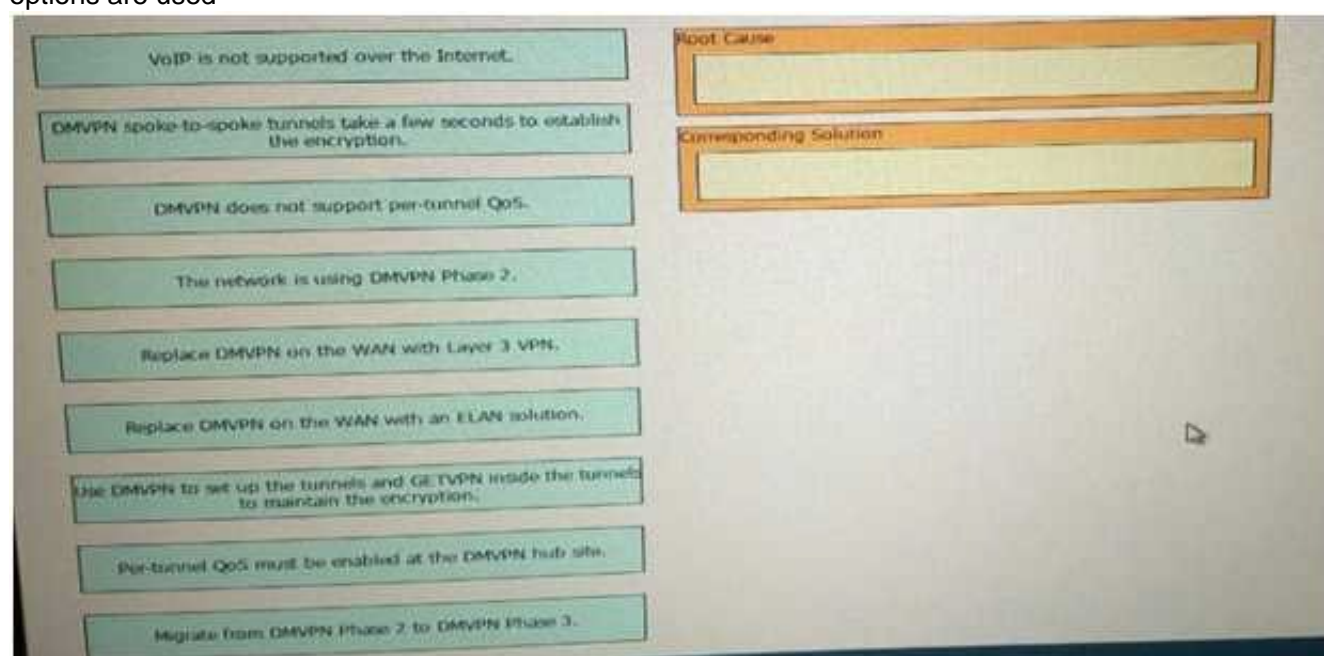 options are used
VoIP is not supported over the Internet.
DMVPN spoke-to-spoke tunnels take a few seconds to establish
the encryption.
DMVPN does not support per-tunnel QoS.
The network is using DMVPN Phase 2.
Replace DMVPN on the WAN with Layer 3 VPN.
Replace DMVPN on the WAN with an ELAN solution.
Use DMVPN to set up the tunnels and GETVPN inside the tunnels
to maintain the encryption.
Per-tunnel QoS must be enabled at the DMVPN hub site.
Migrate from DMVPN Phase 2 to DMVPN Phase 3.
Root Cause
Corresponding Solution